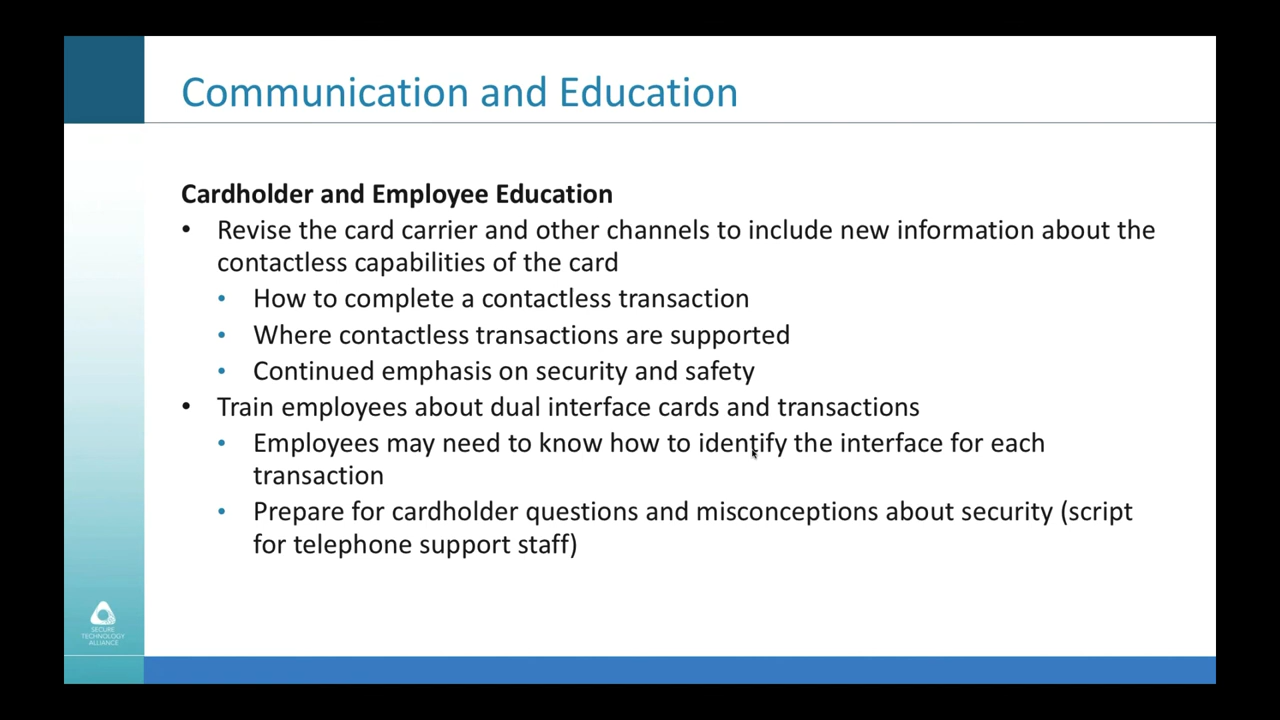 Communication and Education
Cardholder and Employee Education
• Revise the card carrier and other channels to include new information about the
contactless capabilities of the card
• How to complete a contactless transaction
• Where contactless transactions are supported
• Continued emphasis on security and safety
• Train employees about dual interface cards and transactions
• Employees may need to know how to identify the interface for each
transaction
• Prepare for cardholder questions and misconceptions about security (script
for telephone support staff)
SECURE
TECHNOLOGY
ALLIANCE